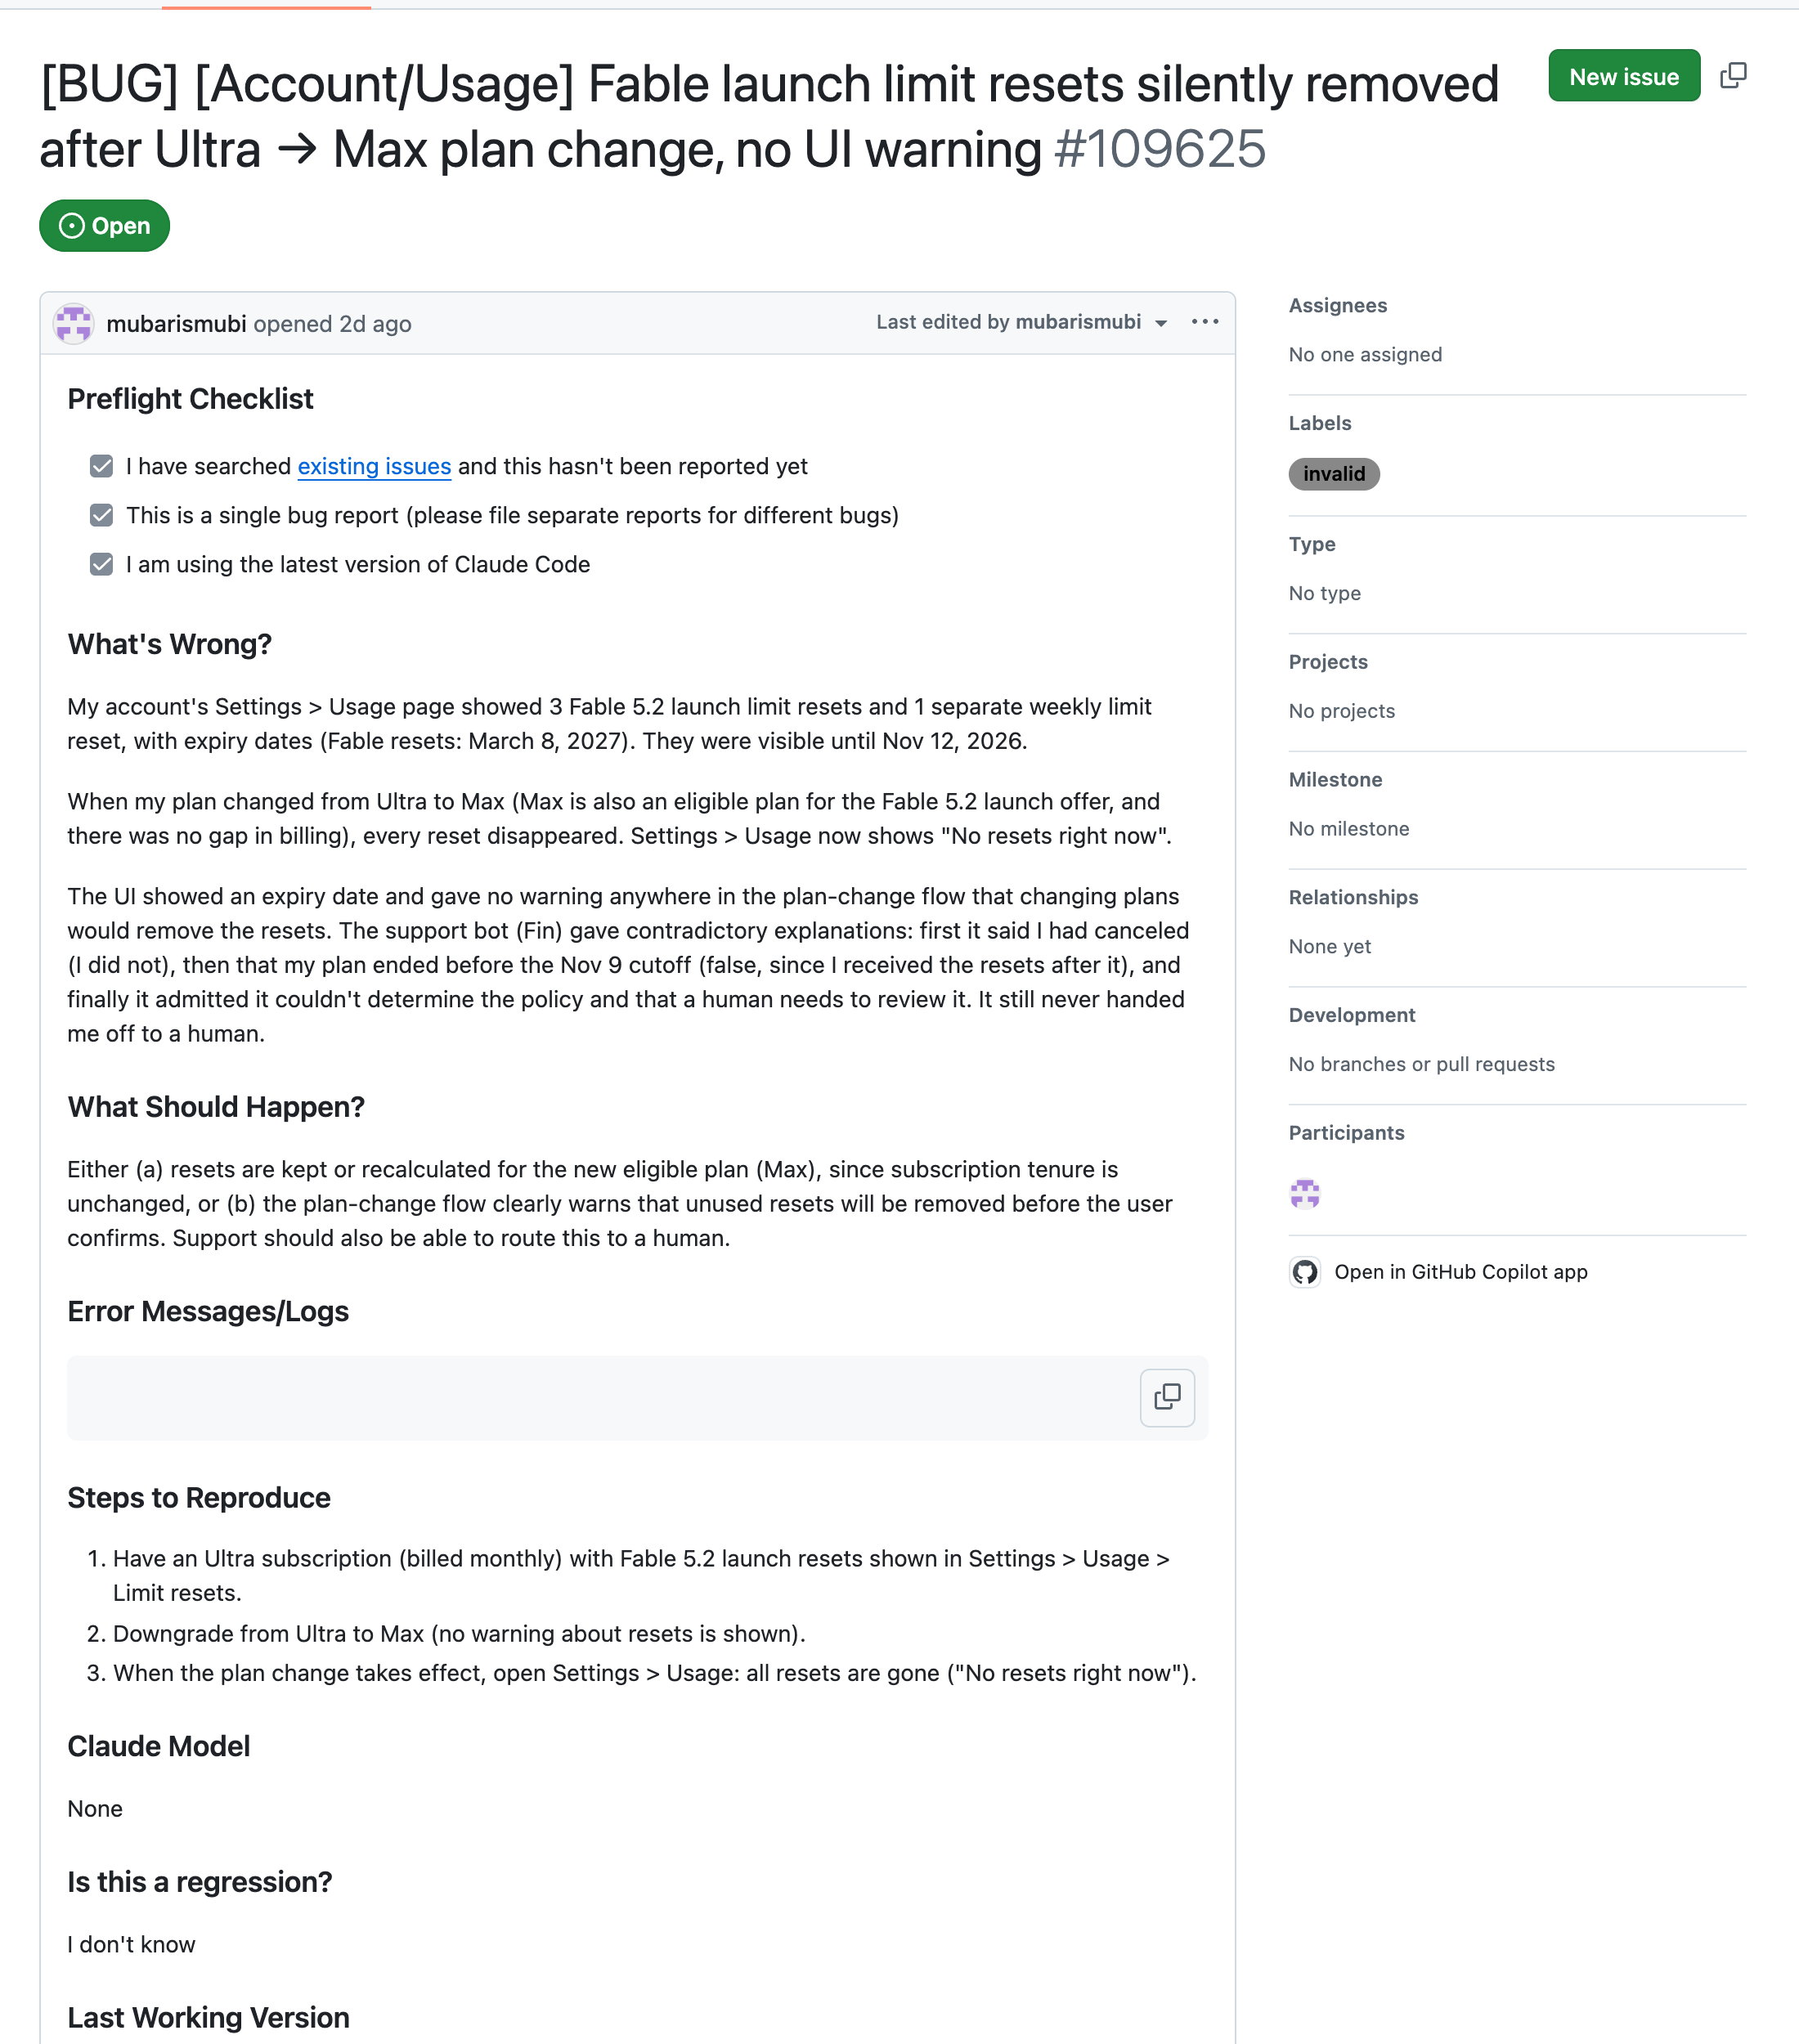 [BUG] [Account/Usage] Fable launch limit resets silently removed
after Ultra → Max plan change, no UI warning #109625
New issue
Open
mubarismubi opened 2d ago
Last edited by mubarismubi
Preflight Checklist
I have searched existing issues and this hasn't been reported yet
This is a single bug report (please file separate reports for different bugs)
I am using the latest version of Claude Code
What's Wrong?
My account's Settings > Usage page showed 3 Fable 5.2 launch limit resets and 1 separate weekly limit
reset, with expiry dates (Fable resets: March 8, 2027). They were visible until Nov 12, 2026.
When my plan changed from Ultra to Max (Max is also an eligible plan for the Fable 5.2 launch offer, and
there was no gap in billing), every reset disappeared. Settings > Usage now shows "No resets right now".
The UI showed an expiry date and gave no warning anywhere in the plan-change flow that changing plans
would remove the resets. The support bot (Fin) gave contradictory explanations: first it said I had canceled
(I did not), then that my plan ended before the Nov 9 cutoff (false, since I received the resets after it), and
finally it admitted it couldn't determine the policy and that a human needs to review it. It still never handed
me off to a human.
What Should Happen?
Either (a) resets are kept or recalculated for the new eligible plan (Max), since subscription tenure is
unchanged, or (b) the plan-change flow clearly warns that unused resets will be removed before the user
confirms. Support should also be able to route this to a human.
Error Messages/Logs
Steps to Reproduce
1. Have an Ultra subscription (billed monthly) with Fable 5.2 launch resets shown in Settings > Usage >
Limit resets.
2. Downgrade from Ultra to Max (no warning about resets is shown).
3. When the plan change takes effect, open Settings > Usage: all resets are gone ("No resets right now").
Claude Model
None
Is this a regression?
I don't know
Last Working Version
Assignees
No one assigned
Labels
invalid
Type
No type
Projects
No projects
Milestone
No milestone
Relationships
None yet
Development
No branches or pull requests
Participants
Open in GitHub Copilot app